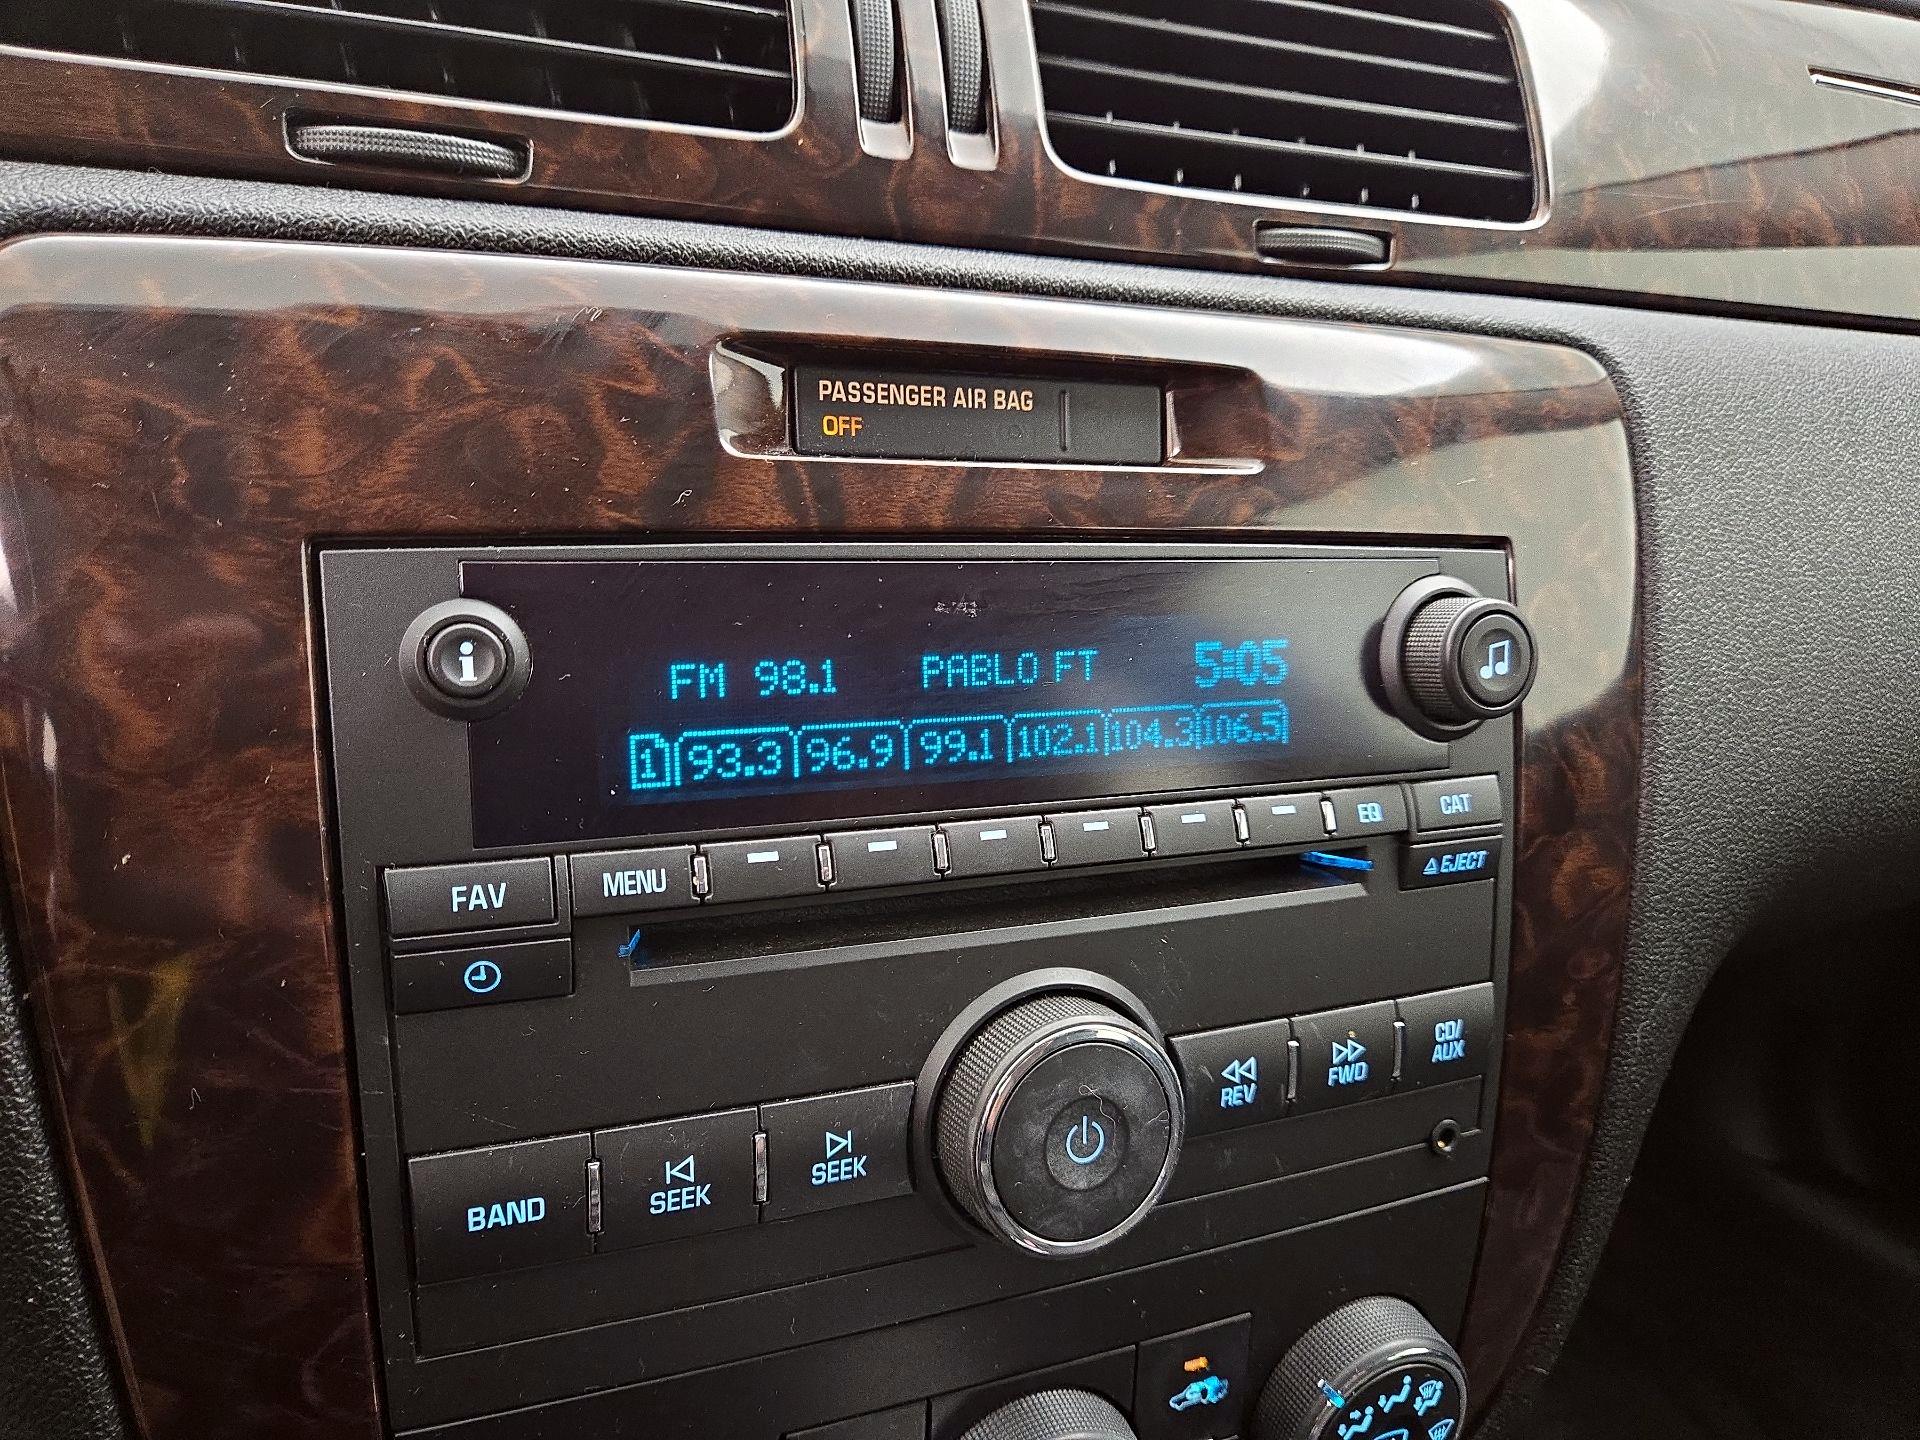 PASSENGER AIR BAG
OFF
i
FM 98.1 PABLO FT 5:05
1 93.3 96.9 99.1 102.1 104.3 106.5
EQ CAT
FAV MENU EJECT
BAND SEEK SEEK REV FWD CD/
AUX